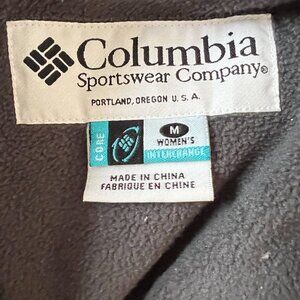 Columbia
Sportswear Company®
PORTLAND, OREGON U. S. A.
CORE
M
WOMEN'S
INTERCHANGE
MADE IN CHINA
FABRIQUE EN CHINE